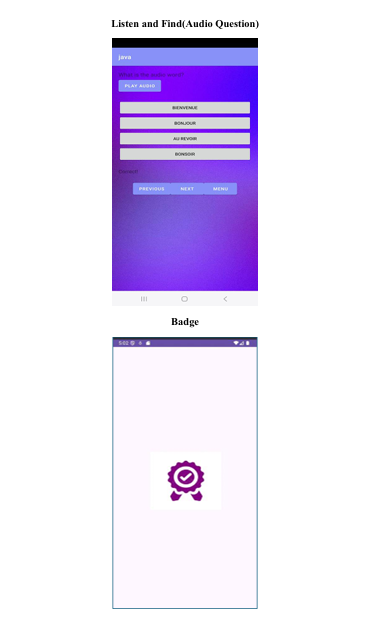 Listen and Find(Audio Question)
java
What is the audio word?
PLAY AUDIO
BIENVENUE
BONJOUR
AU REVOIR
BONSOIR
Correct!
PREVIOUS NEXT MENU
Badge
5:02